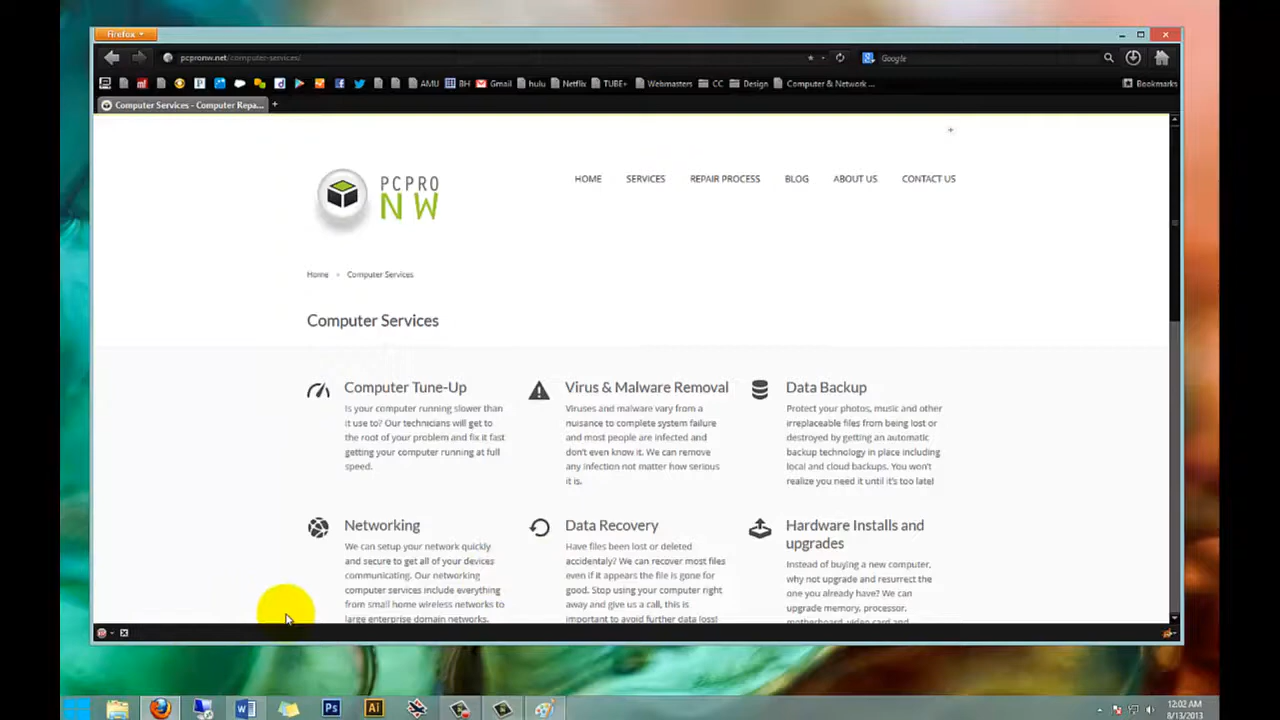 Firefox
pcpronw.net/computer-services/
Google
AMU BH Gmail hulu Netflix TUBE+ Webmasters CC Design Computer & Network ... Bookmarks
Computer Services - Computer Repa... +
PCPRO
NW
HOME SERVICES REPAIR PROCESS BLOG ABOUT US CONTACT US
Home Computer Services
Computer Services
Computer Tune-Up
Is your computer running slower than
it use to? Our technicians will get to
the root of your problem and fix it fast
getting your computer running at full
speed.
Virus & Malware Removal
Viruses and malware vary from a
nuisance to complete system failure
and most people are infected and
don't even know it. We can remove
any infection not matter how serious
it is.
Data Backup
Protect your photos, music and other
irreplaceable files from being lost or
destroyed by getting an automatic
backup technology in place including
local and cloud backups. You won't
realize you need it until it's too late!
Networking
We can setup your network quickly
and secure to get all of your devices
communicating. Our networking
computer services include everything
from small home wireless networks to
large enterprise domain networks.
Data Recovery
Have files been lost or deleted
accidentaly? We can recover most files
even if it appears the file is gone for
good. Stop using your computer right
away and give us a call, this is
important to avoid further data loss!
Hardware Installs and
upgrades
Instead of buying a new computer,
why not upgrade and resurrect the
one you already have? We can
upgrade memory, processor,
motherboard, video card and
Ps Ai
12:02 AM
8/13/2013